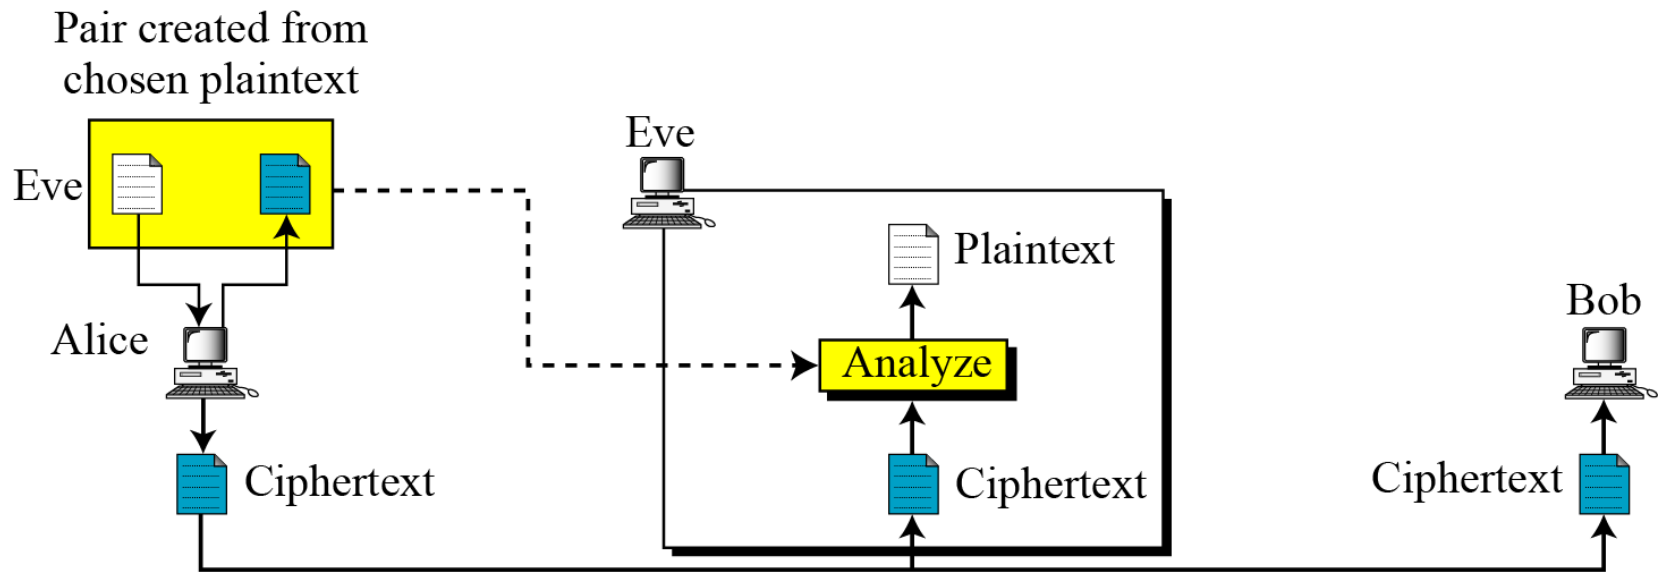 Pair created from
chosen plaintext
Eve
Eve
Plaintext
Bob
Alice
Analyze
Ciphertext
Ciphertext
Ciphertext